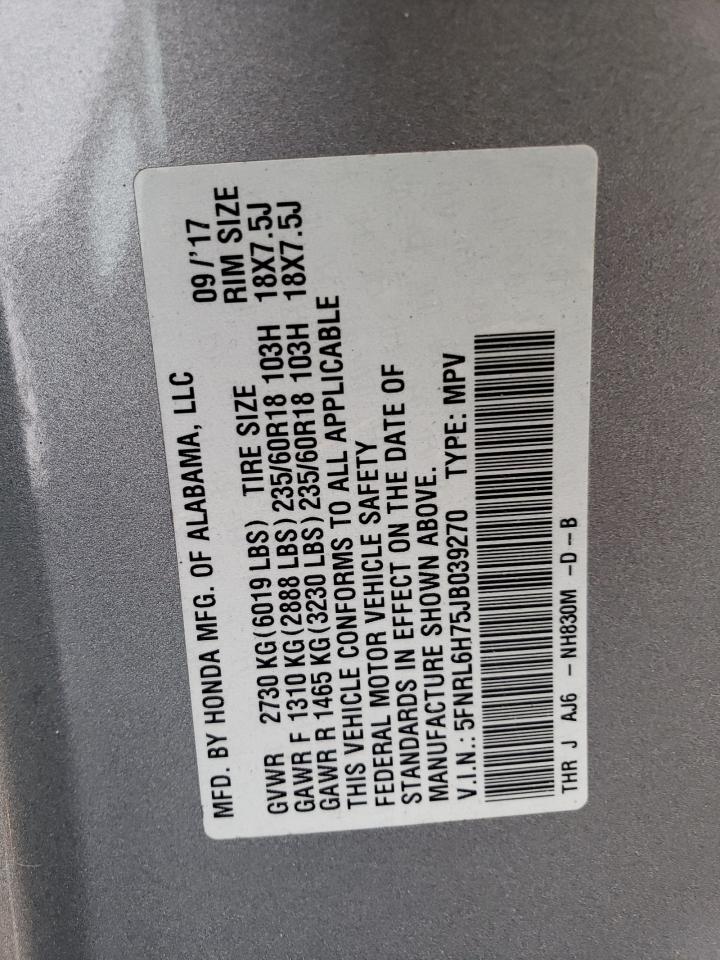 MFD. BY HONDA MFG. OF ALABAMA, LLC 09/'17
GVWR 2730 KG(6019 LBS) TIRE SIZE RIM SIZE
GAWR F 1310 KG(2888 LBS) 235/60R18 103H 18X7.5J
GAWR R 1465 KG(3230 LBS) 235/60R18 103H 18X7.5J
THIS VEHICLE CONFORMS TO ALL APPLICABLE
FEDERAL MOTOR VEHICLE SAFETY
STANDARDS IN EFFECT ON THE DATE OF
MANUFACTURE SHOWN ABOVE.
V.I.N.: 5FNRL6H75JB039270 TYPE: MPV
THR J AJ6 - NH830M -D-B